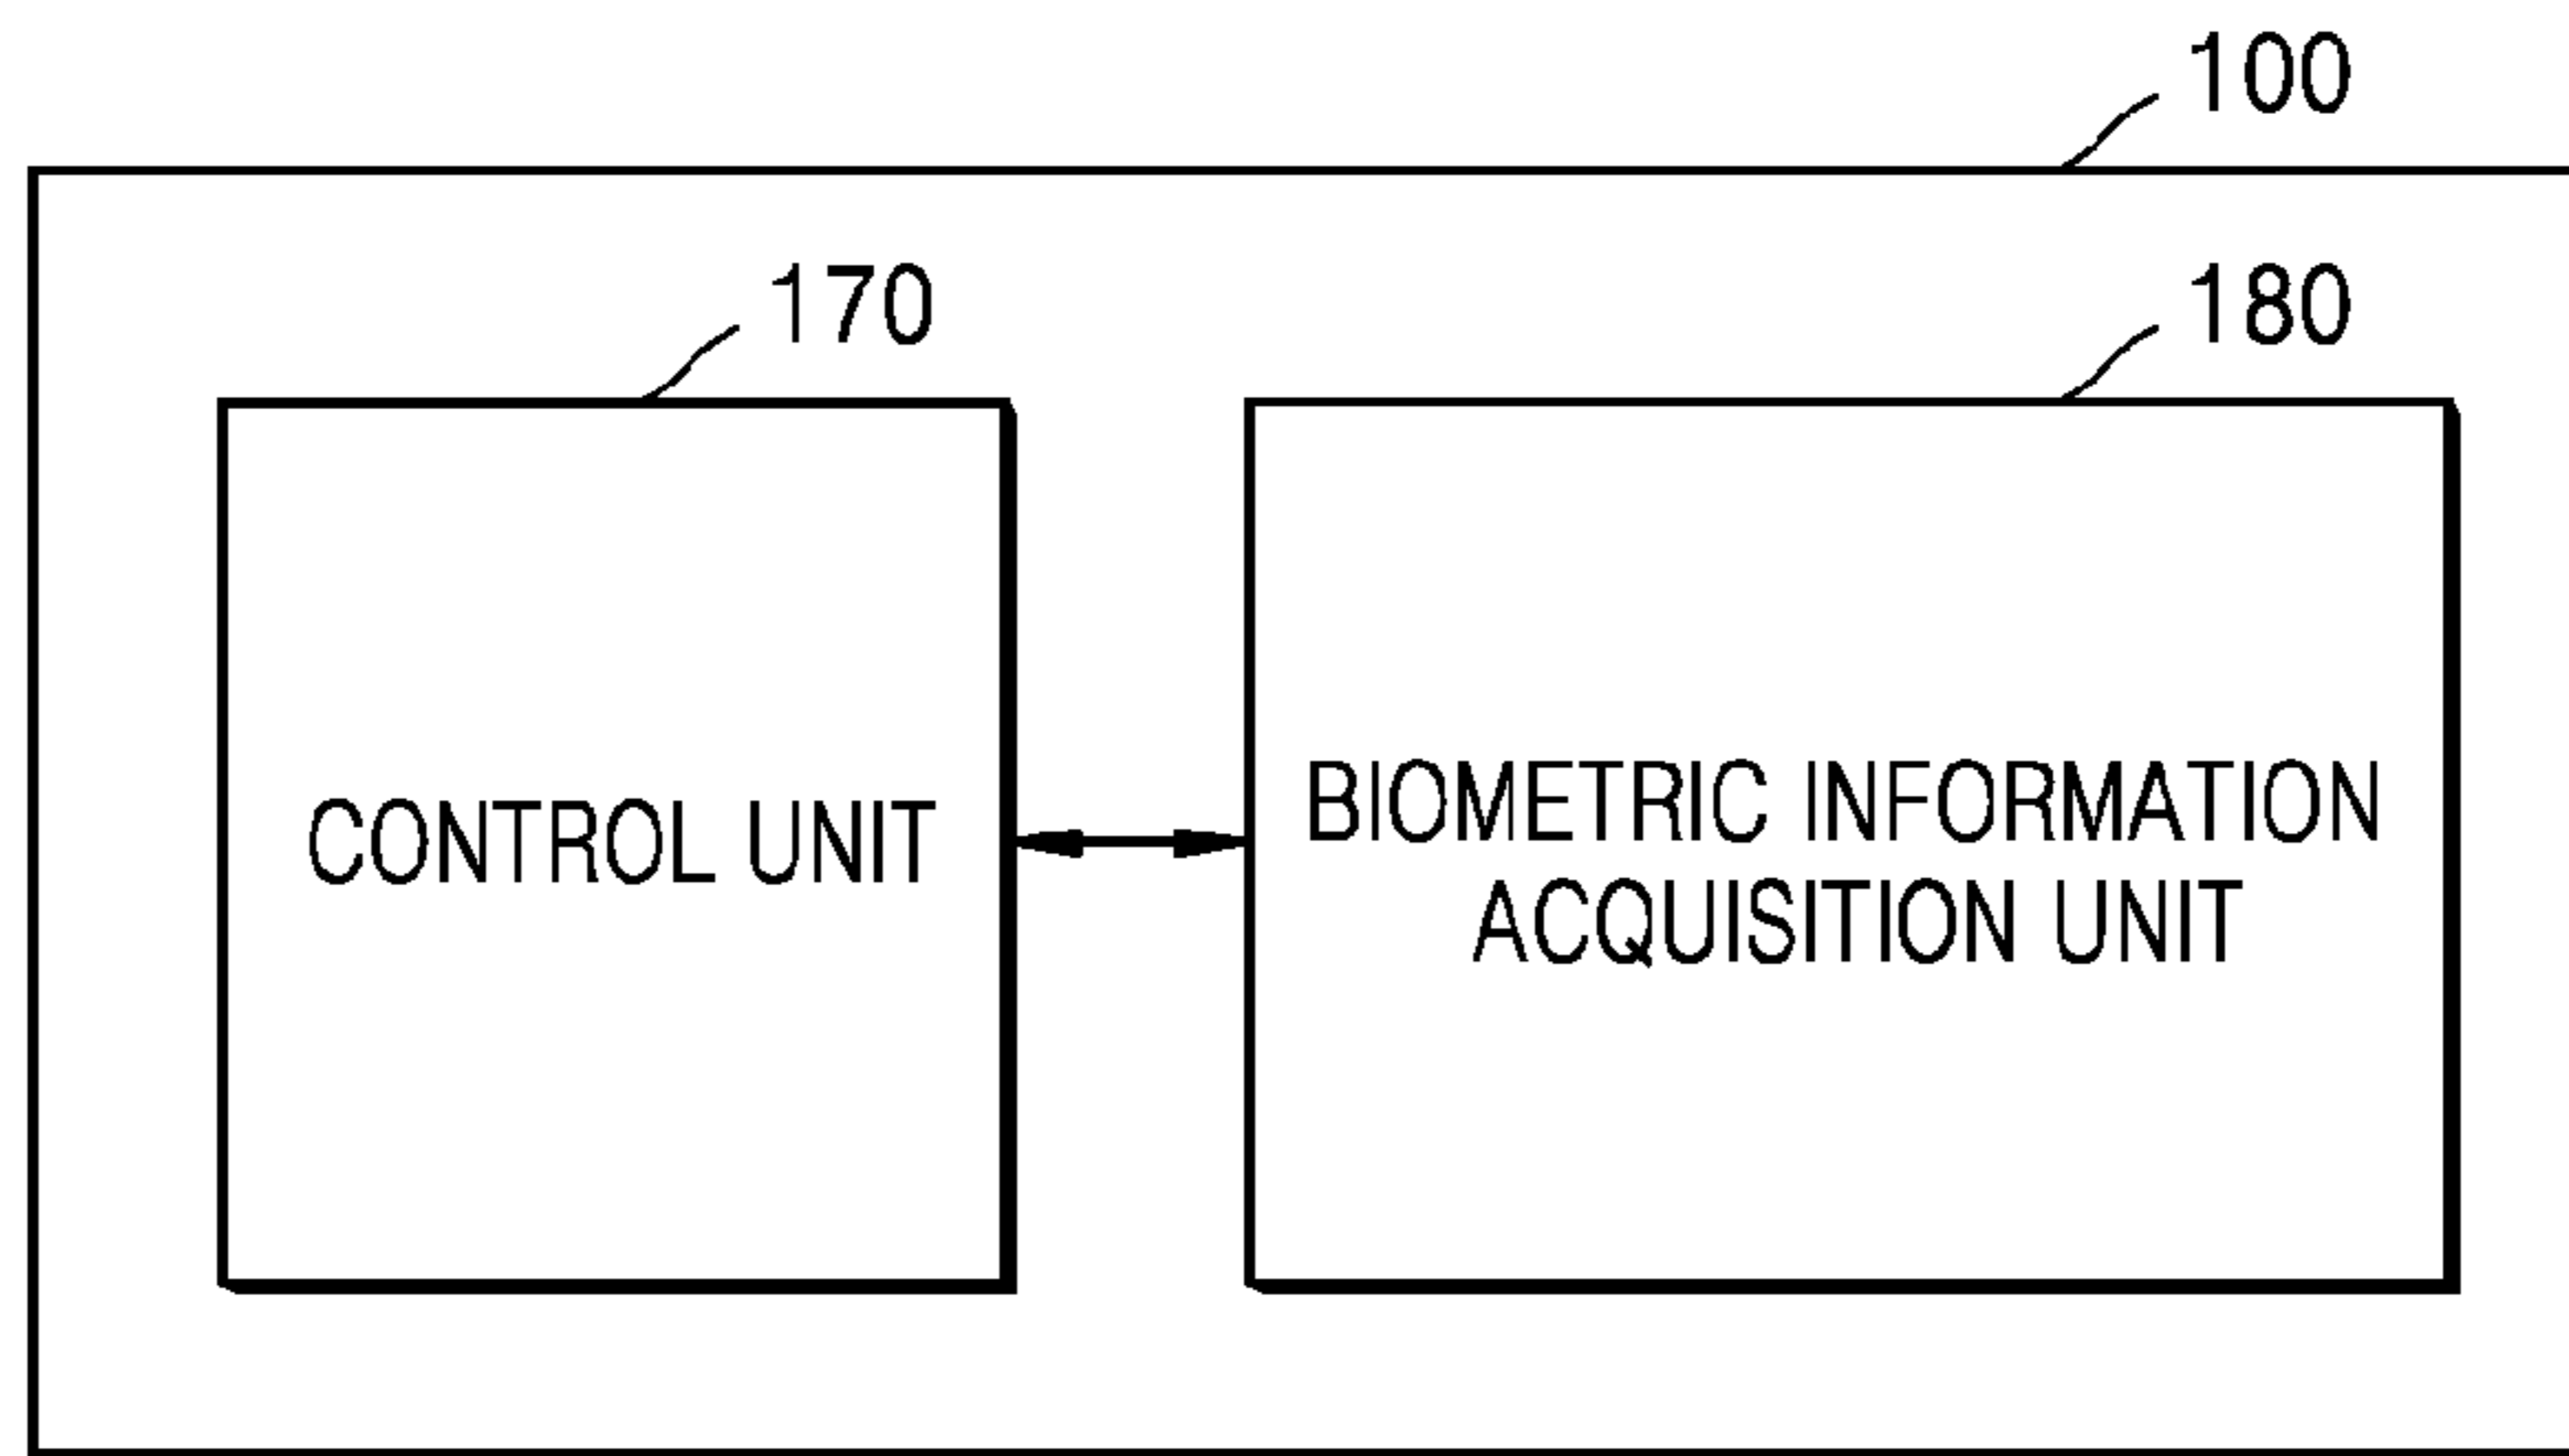 100
170
180
CONTROL UNIT
BIOMETRIC INFORMATION
ACQUISITION UNIT